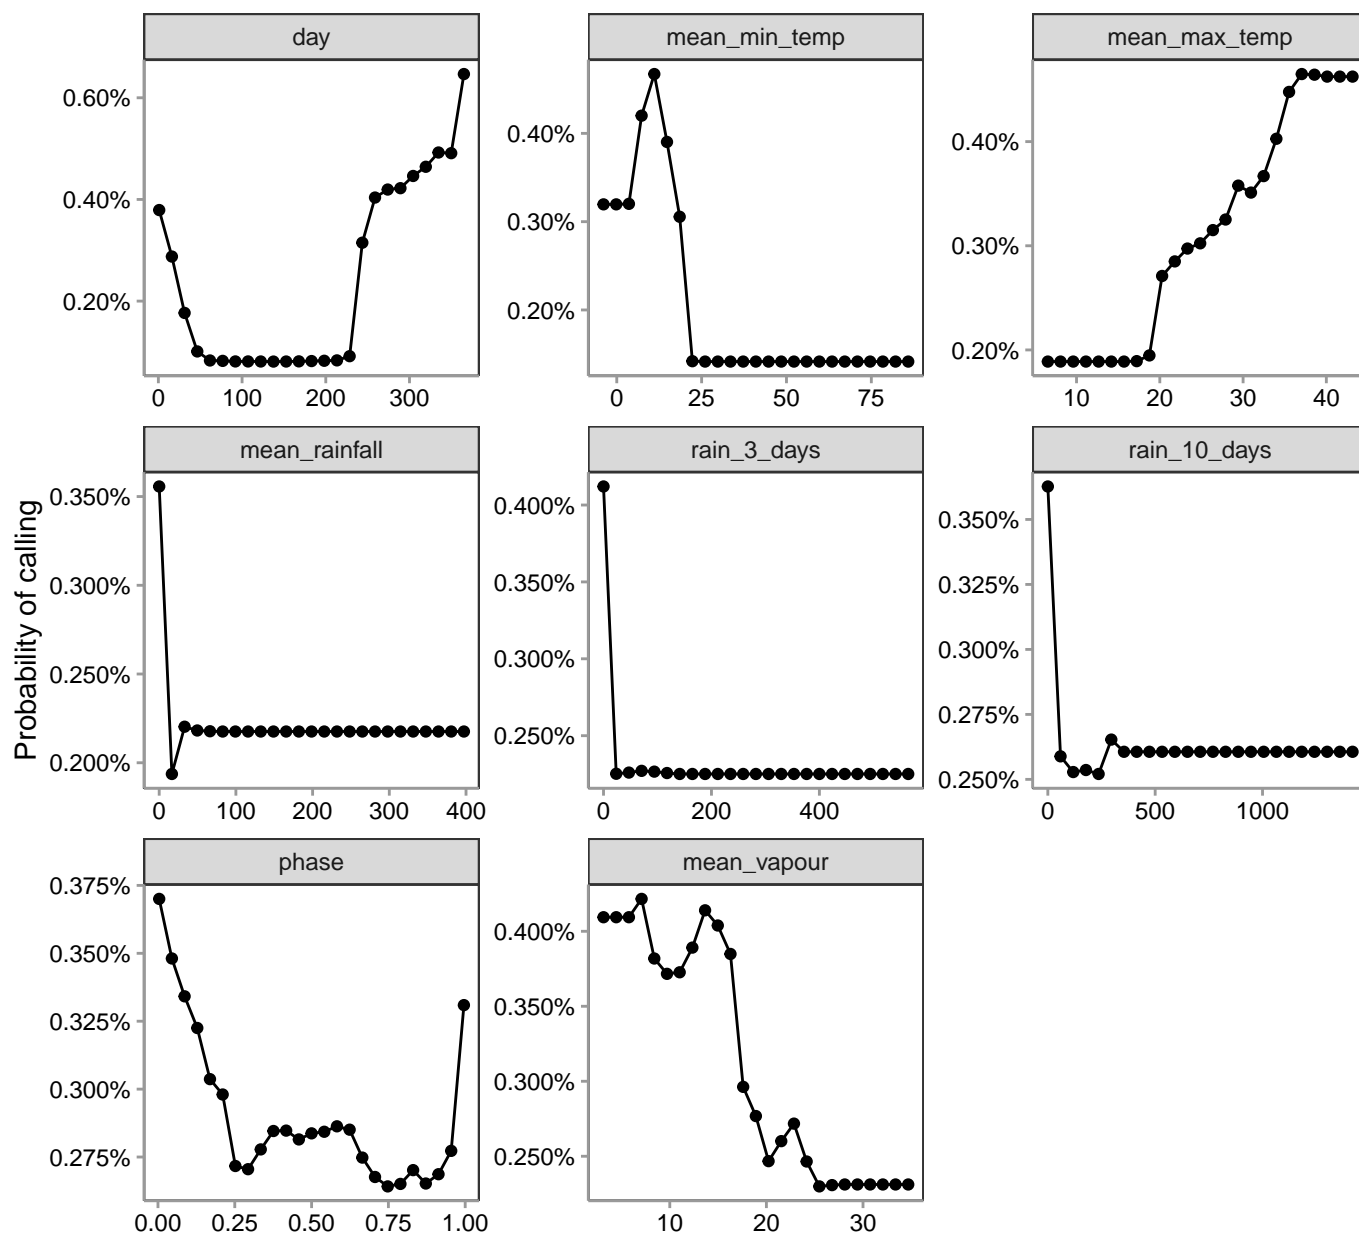 day
0.60%
0.40%
0.20%
0 100 200 300
mean_min_temp
0.40%
0.30%
0.20%
0 25 50 75
mean_max_temp
0.40%
0.30%
0.20%
10 20 30 40
Probability of calling
mean_rainfall
0.350%
0.300%
0.250%
0.200%
0 100 200 300 400
rain_3_days
0.400%
0.350%
0.300%
0.250%
0 200 400
rain_10_days
0.350%
0.325%
0.300%
0.275%
0.250%
0 500 1000
phase
0.375%
0.350%
0.325%
0.300%
0.275%
0.00 0.25 0.50 0.75 1.00
mean_vapour
0.400%
0.350%
0.300%
0.250%
10 20 30